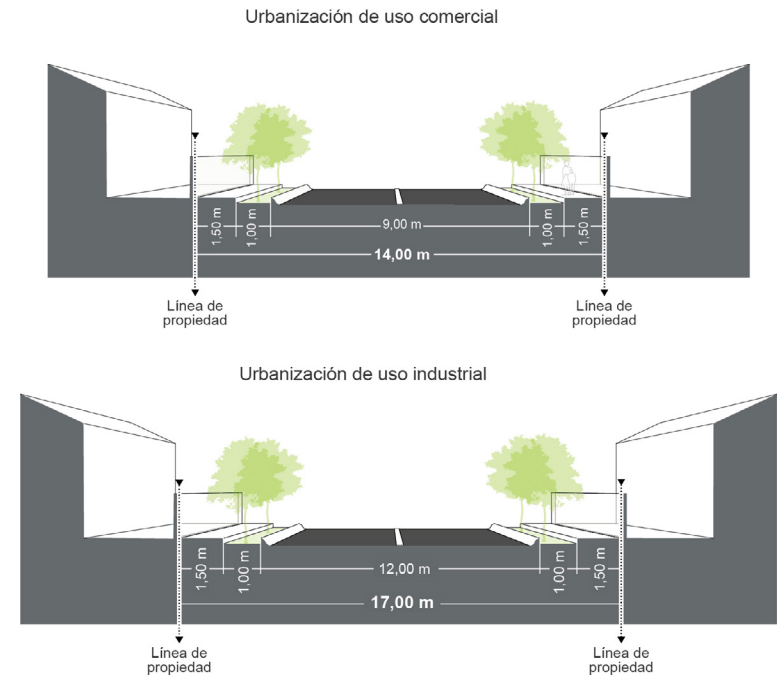 Urbanización de uso comercial
1,50 m
1,00 m
9,00 m
1,00 m
1,50 m
14,00 m
Línea de
propiedad
Línea de
propiedad
Urbanización de uso industrial
1,50 m
1,00 m
12,00 m
1,00 m
1,50 m
17,00 m
Línea de
propiedad
Línea de
propiedad